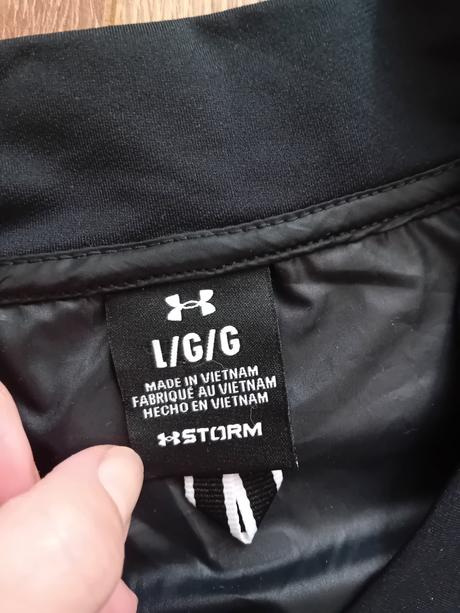 L/G/G
MADE IN VIETNAM
FABRIQUÉ AU VIETNAM
HECHO EN VIETNAM
STORM